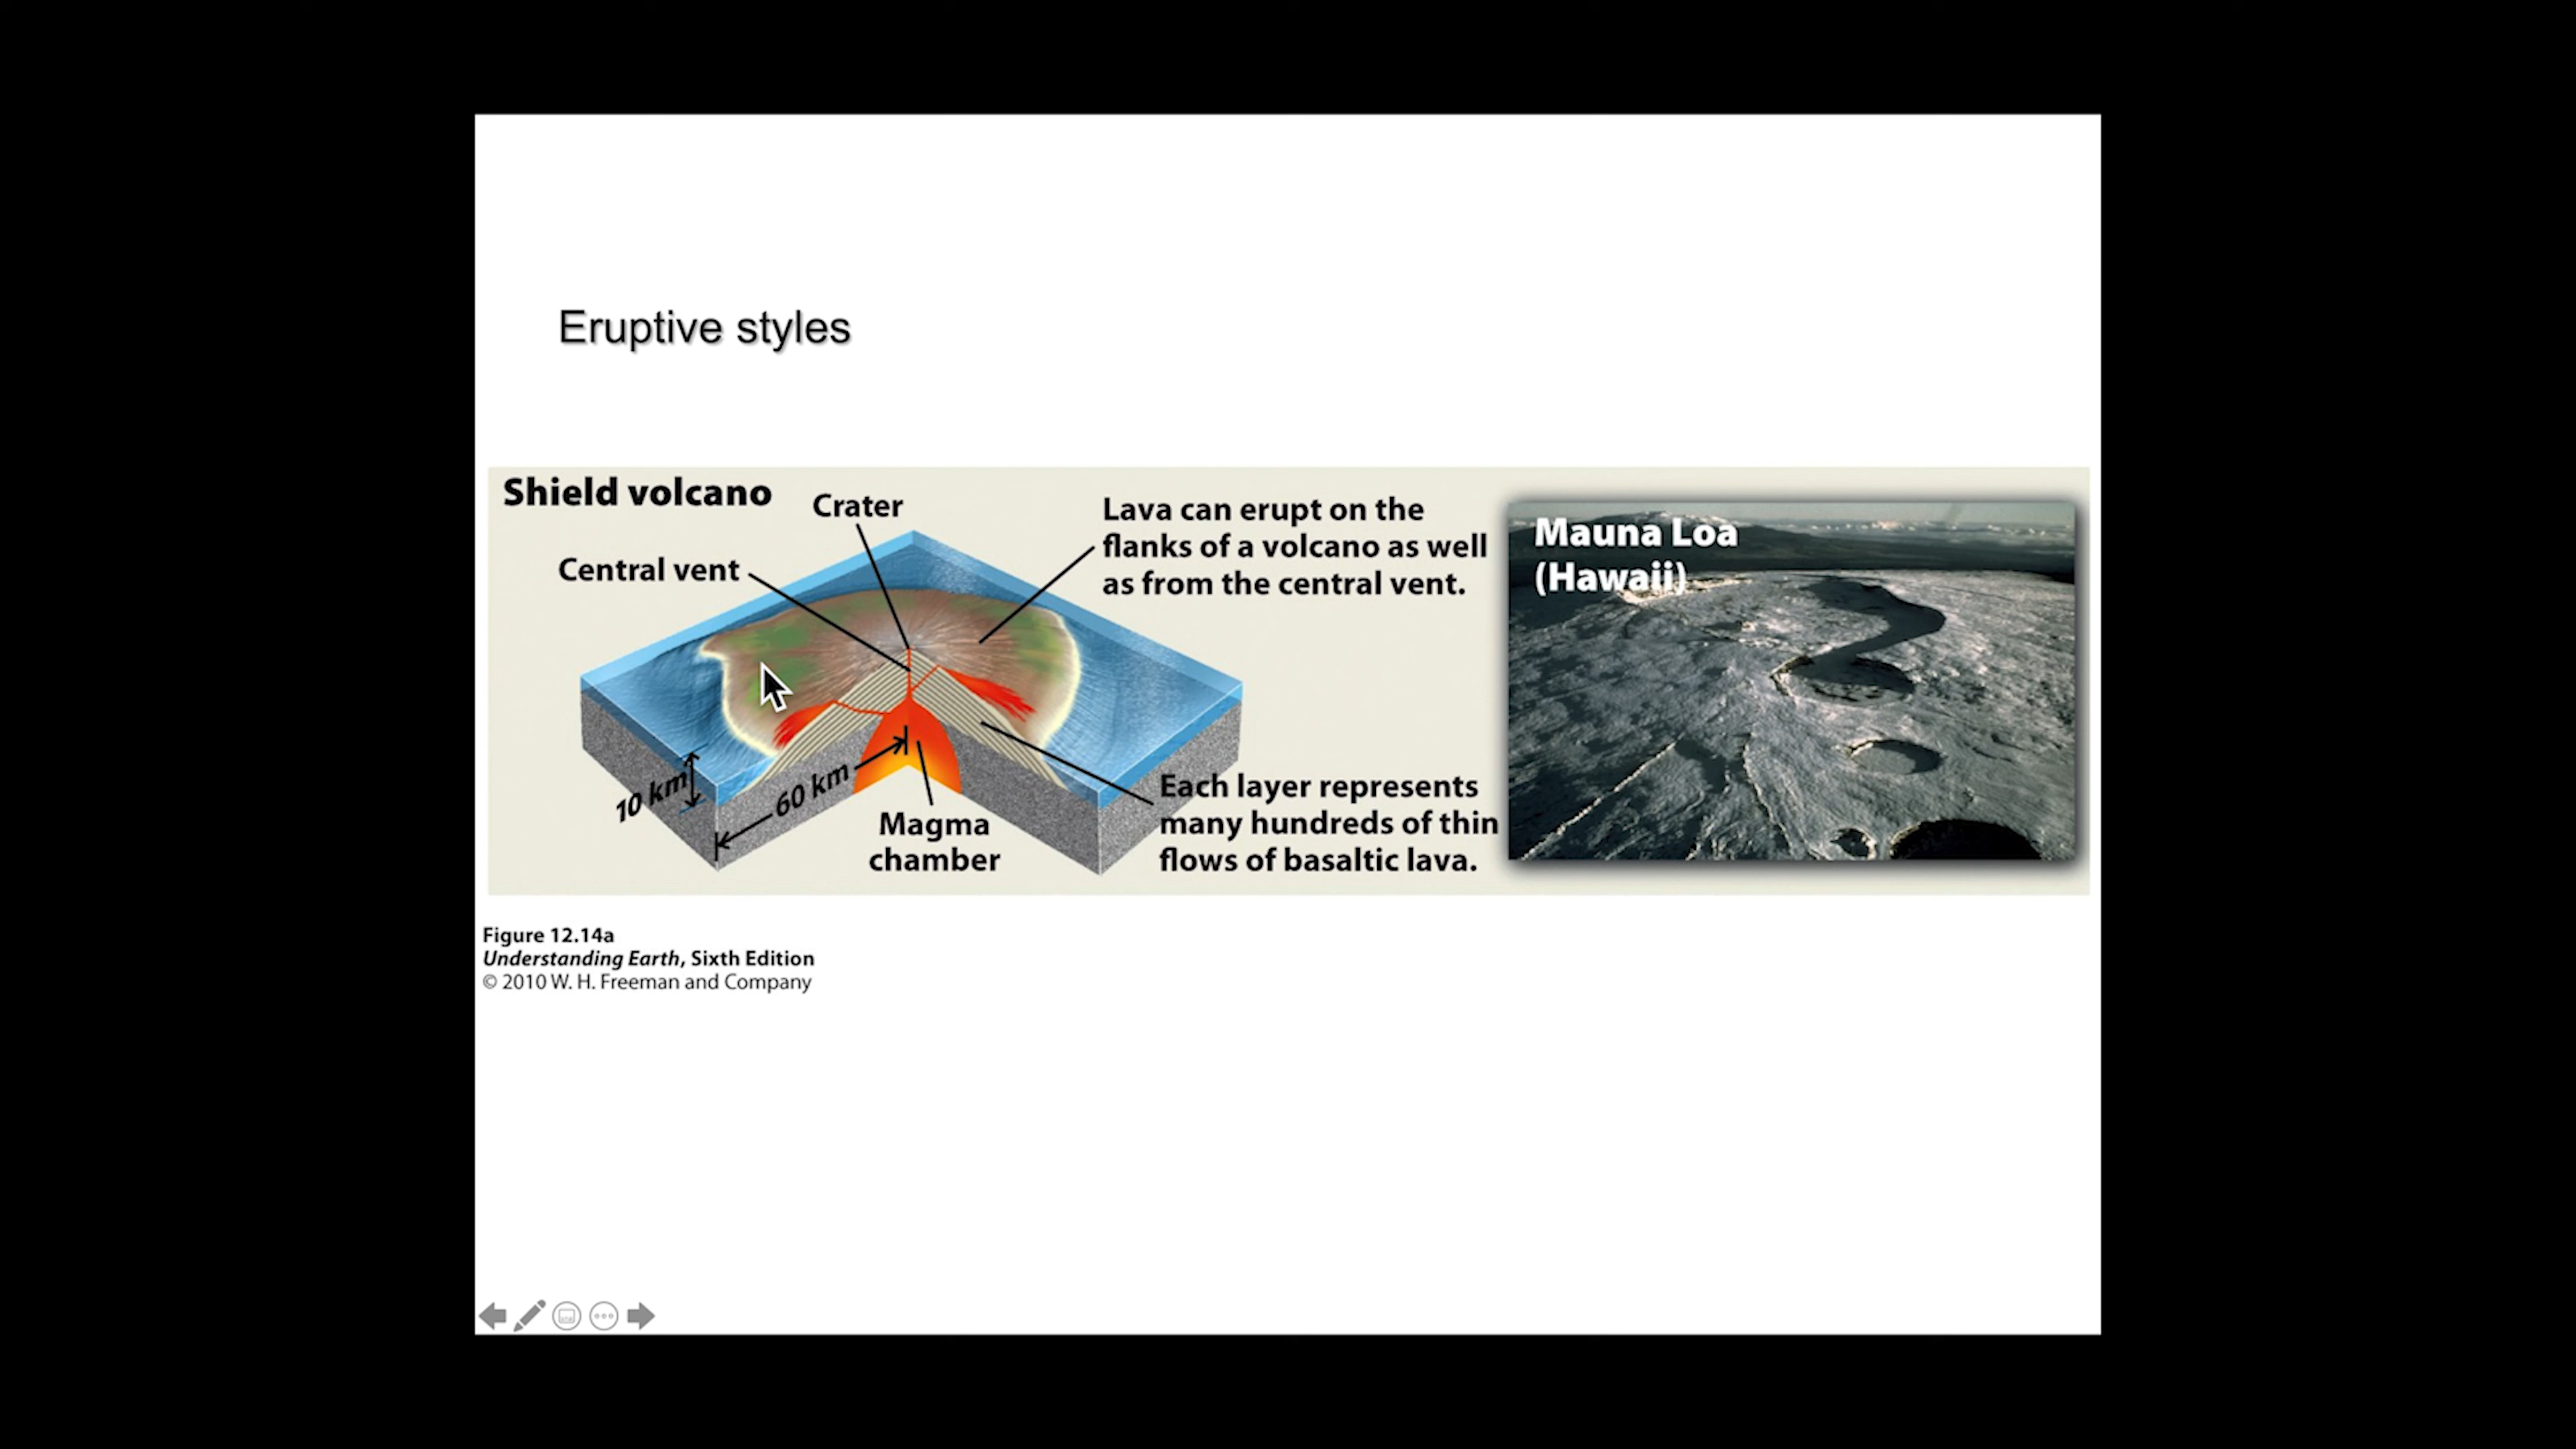 Eruptive styles
Shield volcano
Crater
Central vent
Lava can erupt on the
flanks of a volcano as well
as from the central vent.
Mauna Loa
(Hawaii)
10 km
60 km
Magma
chamber
Each layer represents
many hundreds of thin
flows of basaltic lava.
Figure 12.14a
Understanding Earth, Sixth Edition
© 2010 W. H. Freeman and Company